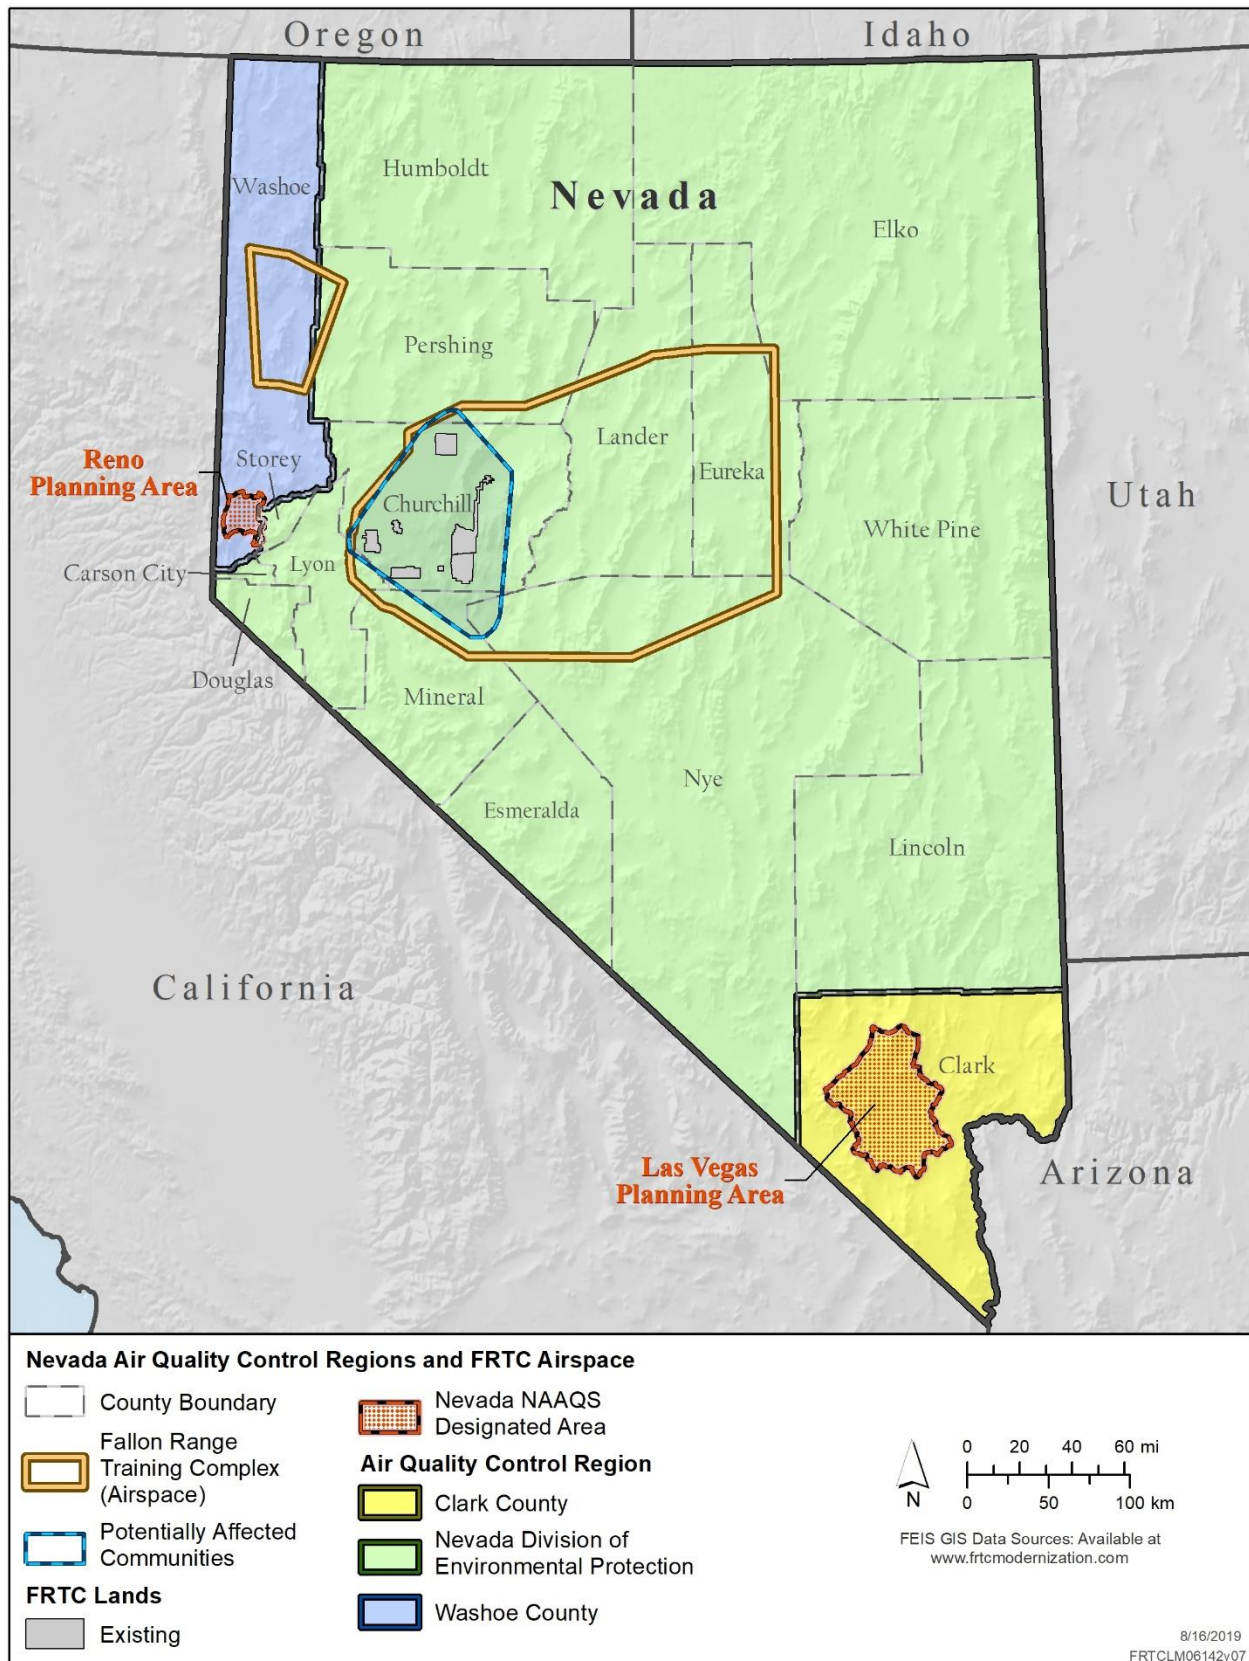 Oregon
Idaho
Washoe
Humboldt
Nevada
Elko
Pershing
Lander
Eureka
Reno
Planning Area
Storey
Churchill
Utah
White Pine
Carson City
Lyon
Douglas
Mineral
Nye
Esmeralda
Lincoln
California
Clark
Las Vegas
Planning Area
Arizona
Nevada Air Quality Control Regions and FRTC Airspace
County Boundary
Fallon Range
Training Complex
(Airspace)
Potentially Affected
Communities
FRTC Lands
Existing
Nevada NAAQS
Designated Area
Air Quality Control Region
Clark County
Nevada Division of
Environmental Protection
Washoe County
N
0 20 40 60 mi
0 50 100 km
FEIS GIS Data Sources: Available at
www.frtcmodernization.com
8/16/2019
FRTCLM06142v07